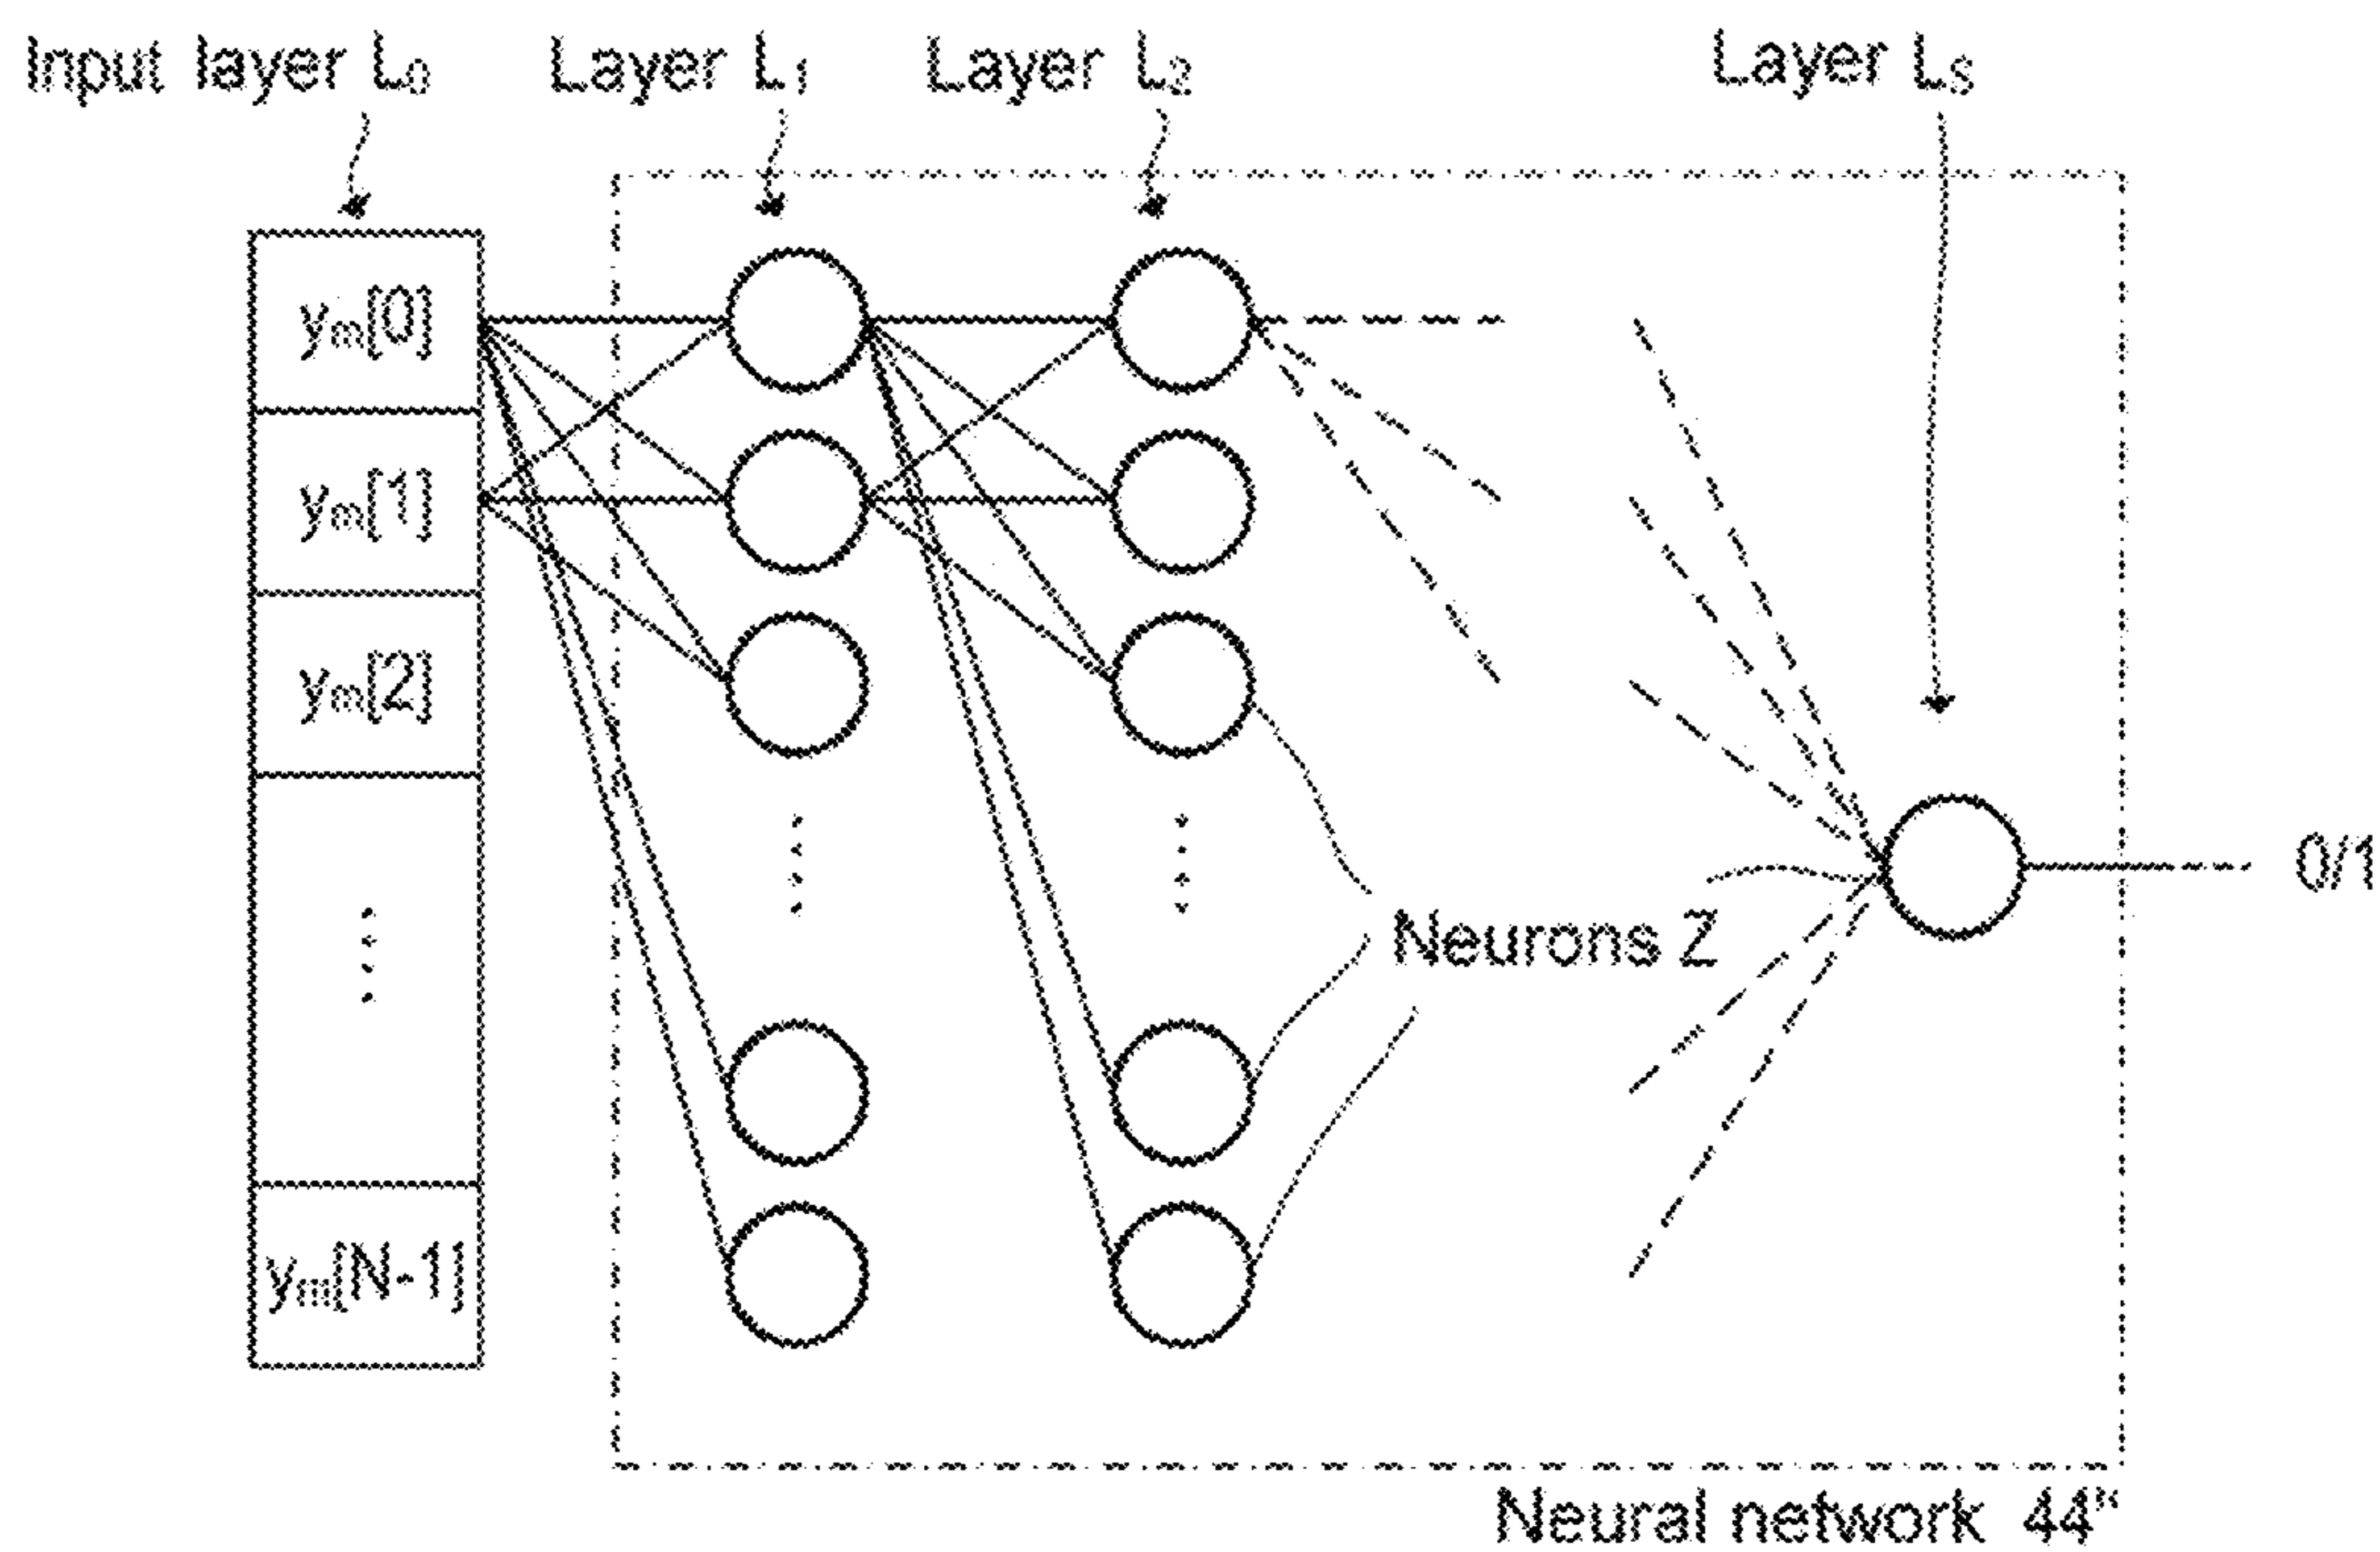 Input layer L₀
Layer L₁
Layer L₂
Layer Lₛ
yₘ[0]
yₘ[1]
yₘ[2]
yₘ[N-1]
Neurons Z
0/1
Neural network 44"